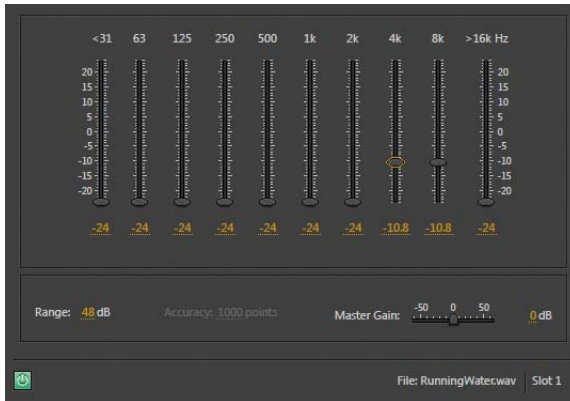 <31 63 125 250 500 1k 2k 4k 8k >16k Hz
20 20
15 15
10 10
5 5
0 0
-5 -5
-10 -10
-15 -15
-20 -20
-24 -24 -24 -24 -24 -24 -24 -10.8 -10.8 -24
-50 0 50
Range: 48 dB Accuracy: 1000 points Master Gain: 0 dB
File: RunningWater.wav Slot 1